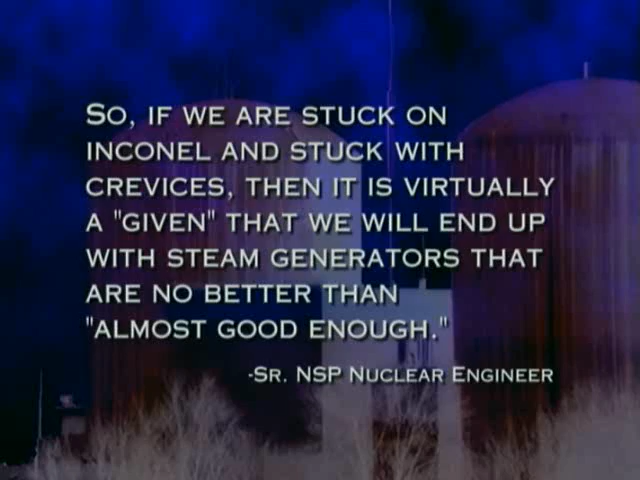 So, if we are stuck on
Inconel and stuck with
crevices, then it is virtually
a "given" that we will end up
with steam generators that
are no better than
"almost good enough."
-Sr. NSP Nuclear Engineer